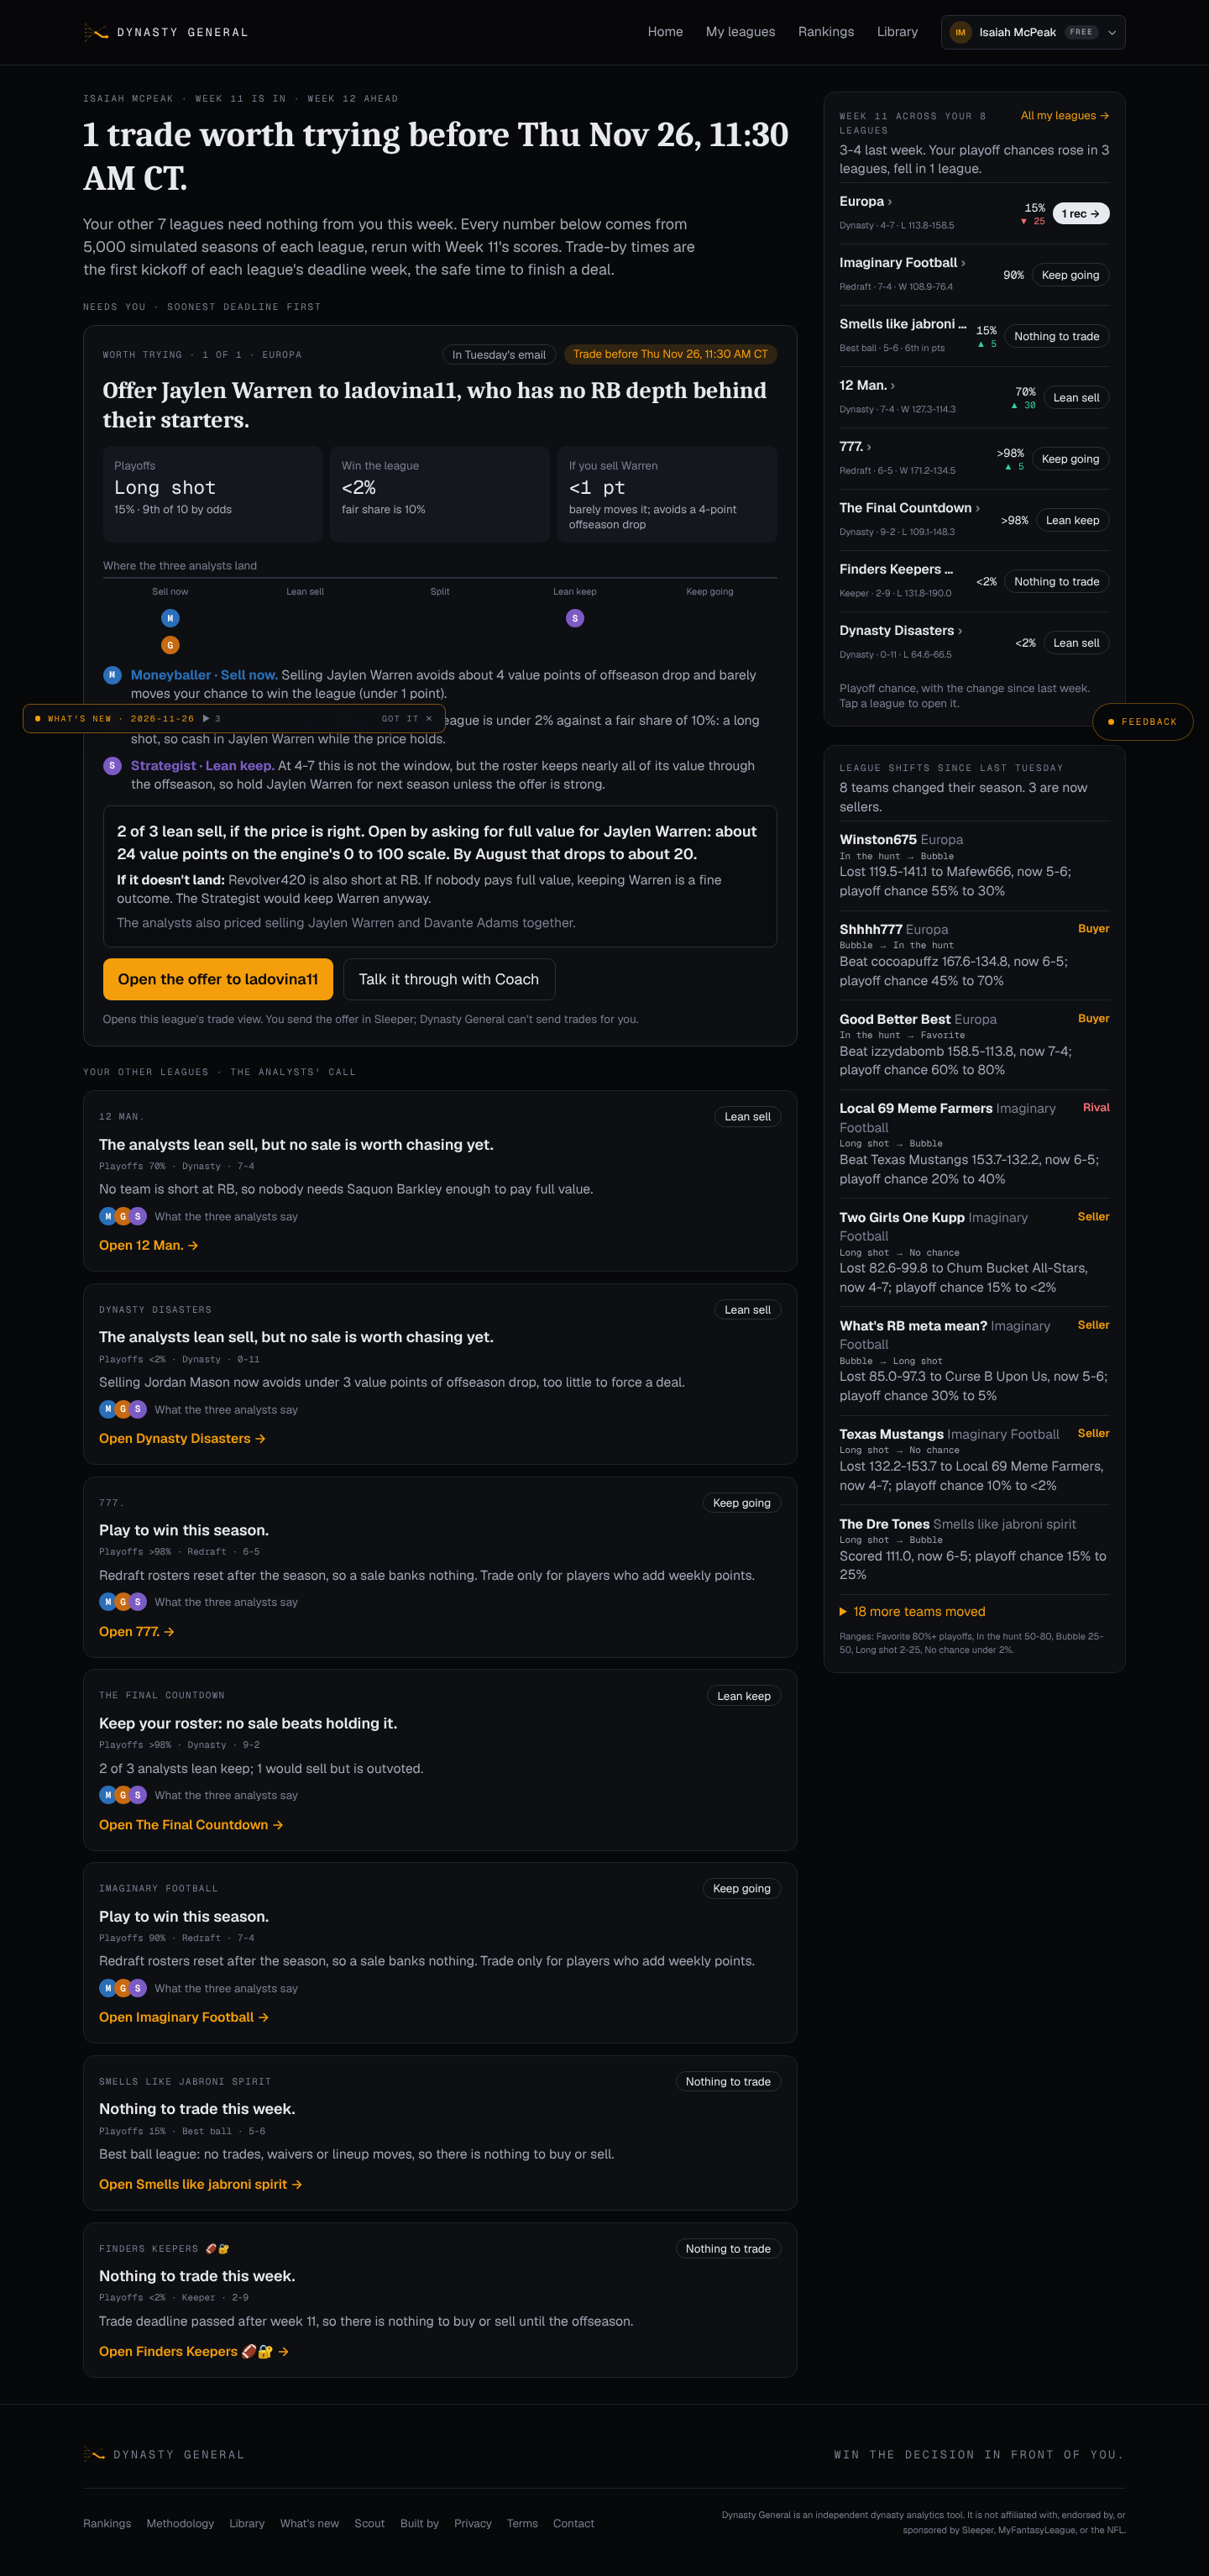 DYNASTY GENERAL
Home
My leagues
Rankings
Library
IM
Isaiah McPeak
FREE
ISAIAH MCPEAK · WEEK 11 IS IN · WEEK 12 AHEAD
1 trade worth trying before Thu Nov 26, 11:30
AM CT.
Your other 7 leagues need nothing from you this week. Every number below comes from
5,000 simulated seasons of each league, rerun with Week 11's scores. Trade-by times are
the first kickoff of each league's deadline week, the safe time to finish a deal.
NEEDS YOU · SOONEST DEADLINE FIRST
WORTH TRYING · 1 OF 1 · EUROPA
In Tuesday's email
Trade before Thu Nov 26, 11:30 AM CT
Offer Jaylen Warren to ladovina11, who has no RB depth behind
their starters.
Playoffs
Long shot
15% · 9th of 10 by odds
Win the league
<2%
fair share is 10%
If you sell Warren
<1 pt
barely moves it; avoids a 4-point
offseason drop
Where the three analysts land
Sell now
Lean sell
Split
Lean keep
Keep going
M
S
G
M
Moneyballer · Sell now. Selling Jaylen Warren avoids about 4 value points of offseason drop and barely
moves your chance to win the league (under 1 point).
WHAT'S NEW · 2026-11-26 ▶ 3
GOT IT ×
eague is under 2% against a fair share of 10%: a long
shot, so cash in Jaylen Warren while the price holds.
S
Strategist · Lean keep. At 4-7 this is not the window, but the roster keeps nearly all of its value through
the offseason, so hold Jaylen Warren for next season unless the offer is strong.
2 of 3 lean sell, if the price is right. Open by asking for full value for Jaylen Warren: about
24 value points on the engine's 0 to 100 scale. By August that drops to about 20.
If it doesn't land: Revolver420 is also short at RB. If nobody pays full value, keeping Warren is a fine
outcome. The Strategist would keep Warren anyway.
The analysts also priced selling Jaylen Warren and Davante Adams together.
Open the offer to ladovina11
Talk it through with Coach
Opens this league's trade view. You send the offer in Sleeper; Dynasty General can't send trades for you.
YOUR OTHER LEAGUES · THE ANALYSTS' CALL
12 MAN.
Lean sell
The analysts lean sell, but no sale is worth chasing yet.
Playoffs 70% · Dynasty · 7-4
No team is short at RB, so nobody needs Saquon Barkley enough to pay full value.
M G S What the three analysts say
Open 12 Man. →
DYNASTY DISASTERS
Lean sell
The analysts lean sell, but no sale is worth chasing yet.
Playoffs <2% · Dynasty · 0-11
Selling Jordan Mason now avoids under 3 value points of offseason drop, too little to force a deal.
M G S What the three analysts say
Open Dynasty Disasters →
777.
Keep going
Play to win this season.
Playoffs >98% · Redraft · 6-5
Redraft rosters reset after the season, so a sale banks nothing. Trade only for players who add weekly points.
M G S What the three analysts say
Open 777. →
THE FINAL COUNTDOWN
Lean keep
Keep your roster: no sale beats holding it.
Playoffs >98% · Dynasty · 9-2
2 of 3 analysts lean keep; 1 would sell but is outvoted.
M G S What the three analysts say
Open The Final Countdown →
IMAGINARY FOOTBALL
Keep going
Play to win this season.
Playoffs 90% · Redraft · 7-4
Redraft rosters reset after the season, so a sale banks nothing. Trade only for players who add weekly points.
M G S What the three analysts say
Open Imaginary Football →
SMELLS LIKE JABRONI SPIRIT
Nothing to trade
Nothing to trade this week.
Playoffs 15% · Best ball · 5-6
Best ball league: no trades, waivers or lineup moves, so there is nothing to buy or sell.
Open Smells like jabroni spirit →
FINDERS KEEPERS 🏈🔐
Nothing to trade
Nothing to trade this week.
Playoffs <2% · Keeper · 2-9
Trade deadline passed after week 11, so there is nothing to buy or sell until the offseason.
Open Finders Keepers 🏈🔐 →
WEEK 11 ACROSS YOUR 8
LEAGUES
All my leagues →
3-4 last week. Your playoff chances rose in 3
leagues, fell in 1 league.
Europa ›
Dynasty · 4-7 · L 113.8-158.5
15%
▼ 25
1 rec →
Imaginary Football ›
Redraft · 7-4 · W 108.9-76.4
90%
Keep going
Smells like jabroni ...
Best ball · 5-6 · 6th in pts
15%
▲ 5
Nothing to trade
12 Man. ›
Dynasty · 7-4 · W 127.3-114.3
70%
▲ 30
Lean sell
777. ›
Redraft · 6-5 · W 171.2-134.5
>98%
▲ 5
Keep going
The Final Countdown ›
Dynasty · 9-2 · L 109.1-148.3
>98%
Lean keep
Finders Keepers ...
Keeper · 2-9 · L 131.8-190.0
<2%
Nothing to trade
Dynasty Disasters ›
Dynasty · 0-11 · L 64.6-66.5
<2%
Lean sell
Playoff chance, with the change since last week.
Tap a league to open it.
FEEDBACK
LEAGUE SHIFTS SINCE LAST TUESDAY
8 teams changed their season. 3 are now
sellers.
Winston675 Europa
In the hunt → Bubble
Lost 119.5-141.1 to Mafew666, now 5-6;
playoff chance 55% to 30%
Shhhh777 Europa
Buyer
Bubble → In the hunt
Beat cocoapuffz 167.6-134.8, now 6-5;
playoff chance 45% to 70%
Good Better Best Europa
Buyer
In the hunt → Favorite
Beat izzydabomb 158.5-113.8, now 7-4;
playoff chance 60% to 80%
Local 69 Meme Farmers Imaginary
Football
Rival
Long shot → Bubble
Beat Texas Mustangs 153.7-132.2, now 6-5;
playoff chance 20% to 40%
Two Girls One Kupp Imaginary
Football
Seller
Long shot → No chance
Lost 82.6-99.8 to Chum Bucket All-Stars,
now 4-7; playoff chance 15% to <2%
What's RB meta mean? Imaginary
Football
Seller
Bubble → Long shot
Lost 85.0-97.3 to Curse B Upon Us, now 5-6;
playoff chance 30% to 5%
Texas Mustangs Imaginary Football
Seller
Long shot → No chance
Lost 132.2-153.7 to Local 69 Meme Farmers,
now 4-7; playoff chance 10% to <2%
The Dre Tones Smells like jabroni spirit
Long shot → Bubble
Scored 111.0, now 6-5; playoff chance 15% to
25%
▶ 18 more teams moved
Ranges: Favorite 80%+ playoffs, In the hunt 50-80, Bubble 25-
50, Long shot 2-25, No chance under 2%.
DYNASTY GENERAL
WIN THE DECISION IN FRONT OF YOU.
Rankings
Methodology
Library
What's new
Scout
Built by
Privacy
Terms
Contact
Dynasty General is an independent dynasty analytics tool. It is not affiliated with, endorsed by, or
sponsored by Sleeper, MyFantasyLeague, or the NFL.